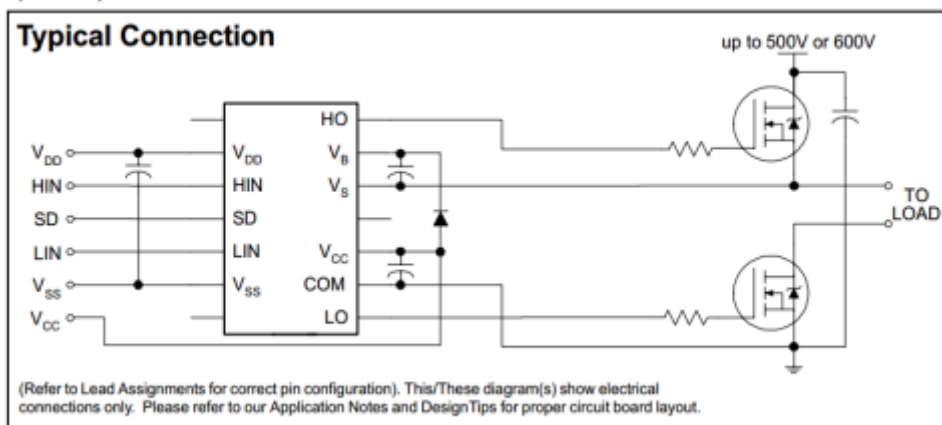 Typical Connection
up to 500V or 600V
HO
V_DD V_DD V_B
HIN HIN V_S
SD SD
TO
LOAD
LIN LIN V_CC
V_SS V_SS COM
V_CC LO
(Refer to Lead Assignments for correct pin configuration). This/These diagram(s) show electrical
connections only. Please refer to our Application Notes and DesignTips for proper circuit board layout.